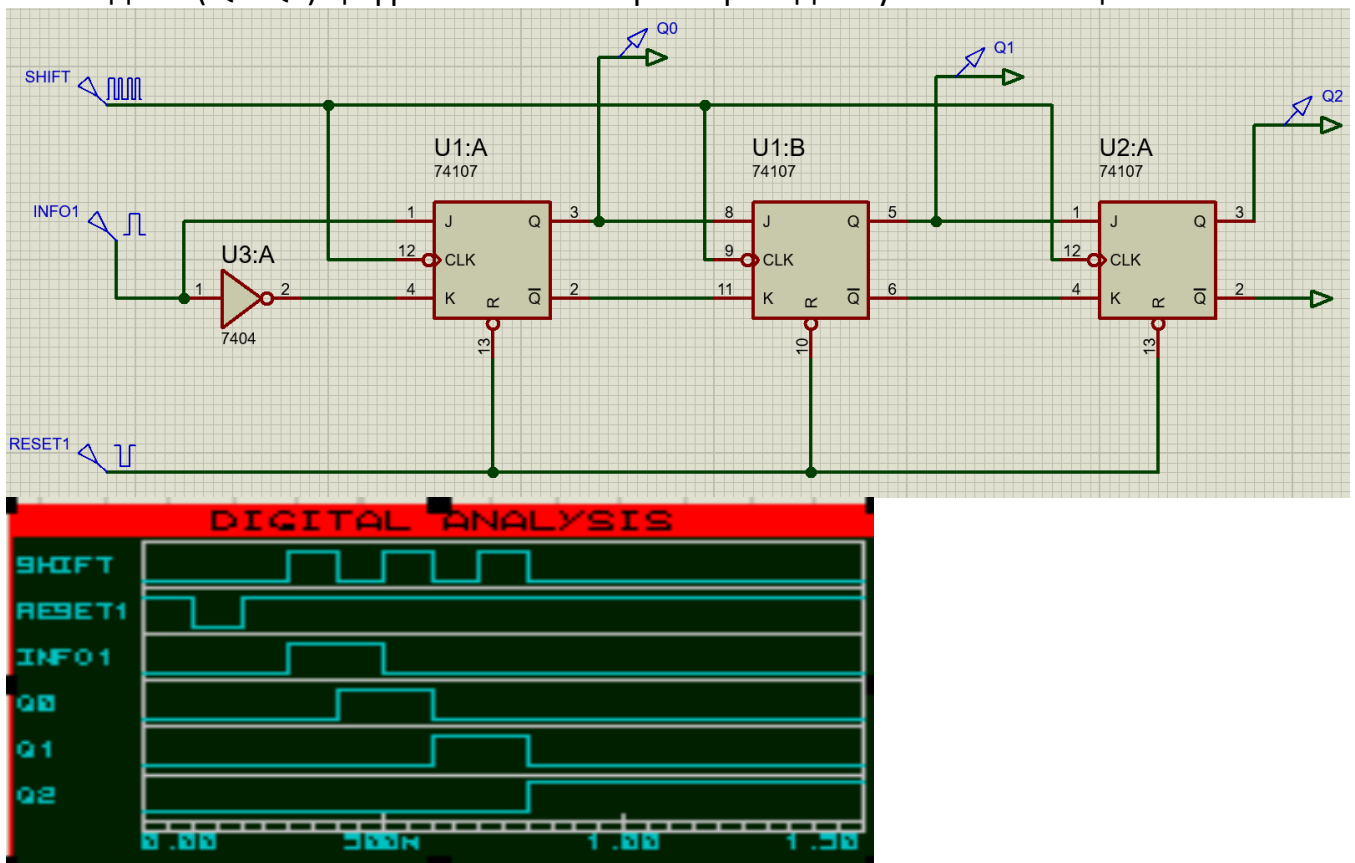 SHIFT
Q0
Q1
Q2
U1:A
74107
U1:B
74107
U2:A
74107
INFO1
U3:A
7404
1 2
1 J Q 3
12 CLK
4 K R Q 2
13
8 J Q 5
9 CLK
11 K R Q 6
10
1 J Q 3
12 CLK
4 K R Q 2
13
RESET1
DIGITAL ANALYSIS
SHIFT
RESET1
INFO1
Q0
Q1
Q2
0.00 500m 1.00 1.50